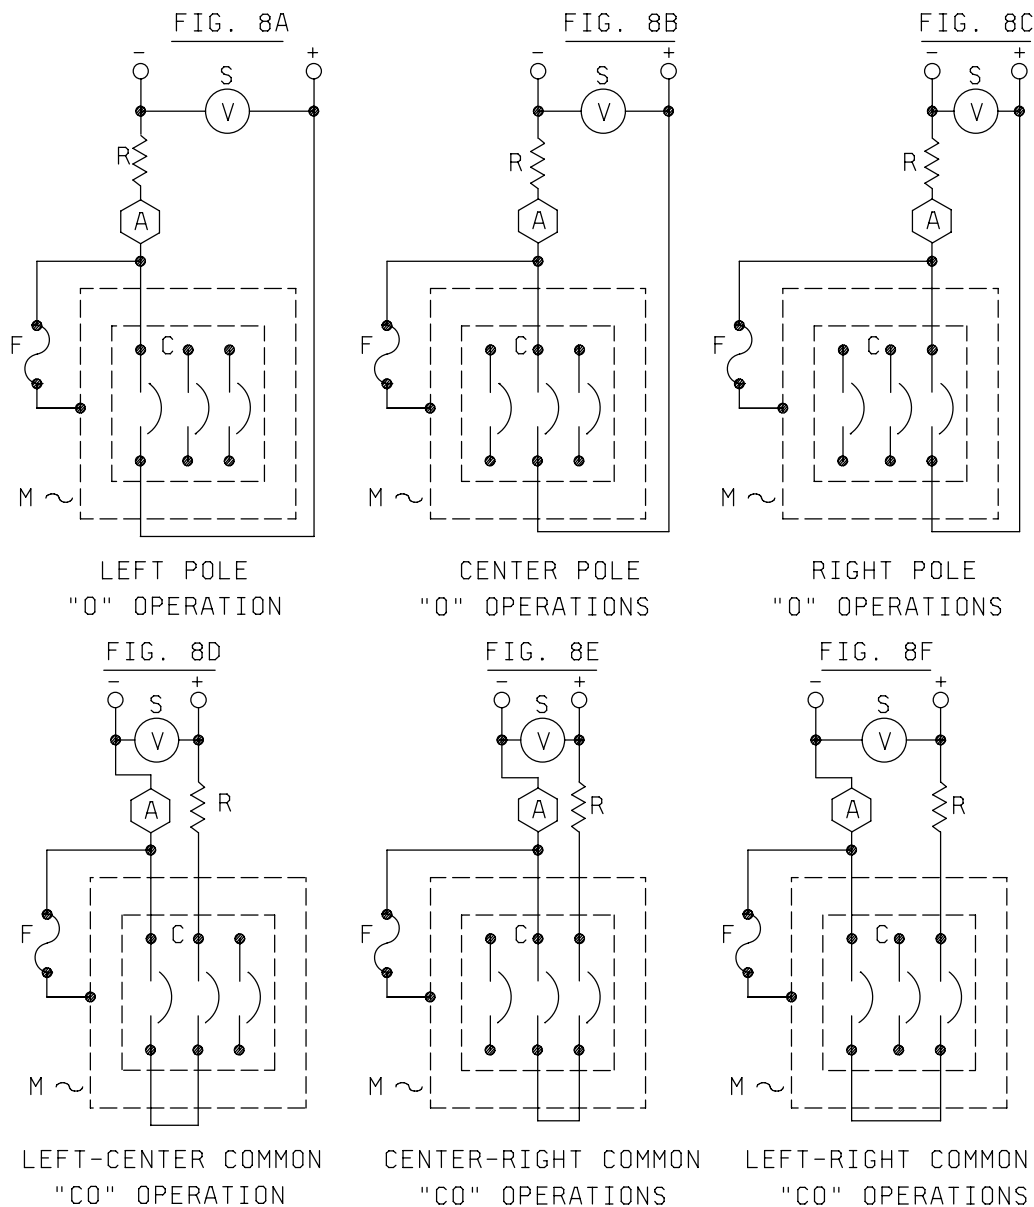 FIG. 8A
FIG. 8B
FIG. 8C
- +
- +
- +
S
S
S
V
V
V
R
R
R
A
A
A
F C
F C
F C
M ~
M ~
M ~
LEFT POLE
"O" OPERATION
CENTER POLE
"O" OPERATIONS
RIGHT POLE
"O" OPERATIONS
FIG. 8D
FIG. 8E
FIG. 8F
- +
- +
- +
S
S
S
V
V
V
A R
A R
A R
F C
F C
F C
M ~
M ~
M ~
LEFT-CENTER COMMON
"CO" OPERATION
CENTER-RIGHT COMMON
"CO" OPERATIONS
LEFT-RIGHT COMMON
"CO" OPERATIONS